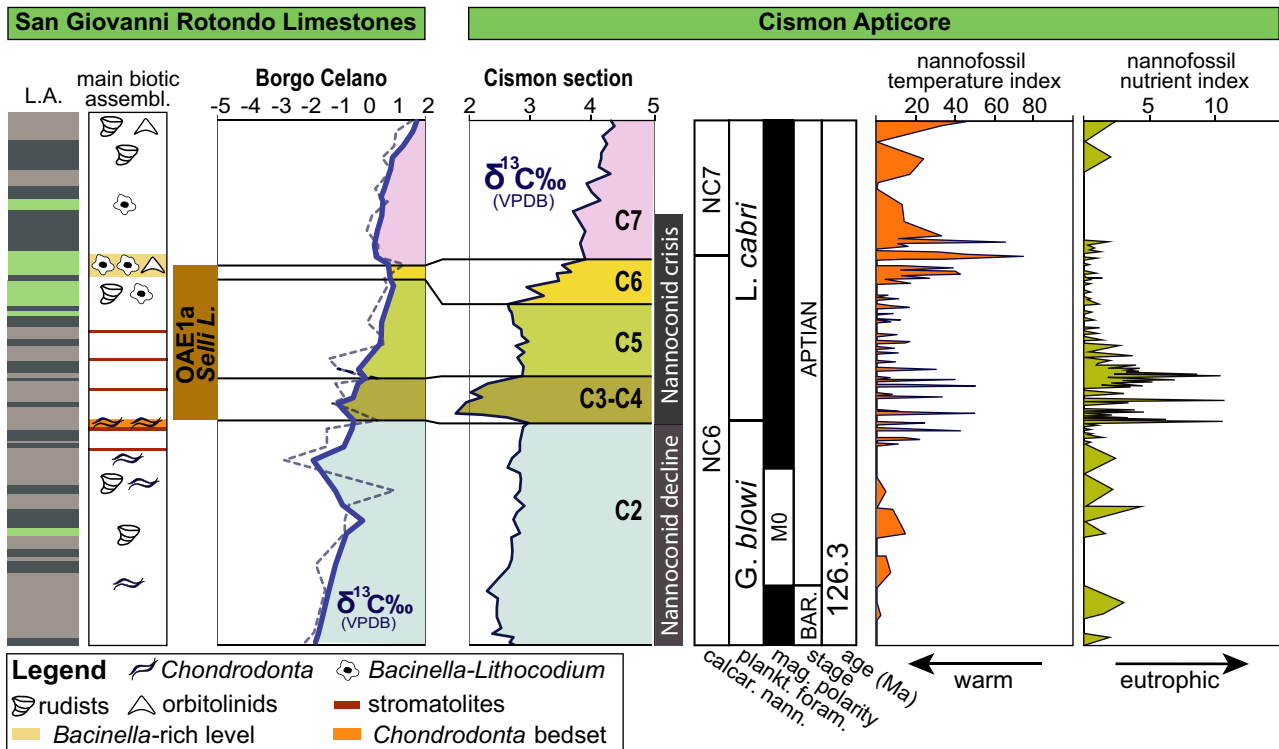 San Giovanni Rotondo Limestones
Cismon Apticore
L.A.
main biotic
assembl.
Borgo Celano
-5 -4 -3 -2 -1 0 1 2
Cismon section
2 3 4 5
nannofossil
temperature index
20 40 60 80
nannofossil
nutrient index
5 10
δ13C‰
(VPDB)
C7
C6
C5
C3-C4
C2
OAE1a
Selli L.
δ13C‰
(VPDB)
Nannoconid crisis
Nannoconid decline
NC7
NC6
L. cabri
G. blowi
M0
APTIAN
BAR.
126.3
calcar. nann.
plankt. foram.
mag. polarity
stage
age (Ma)
warm
eutrophic
Legend
Chondrodonta
Bacinella-Lithocodium
rudists
orbitolinids
stromatolites
Bacinella-rich level
Chondrodonta bedset